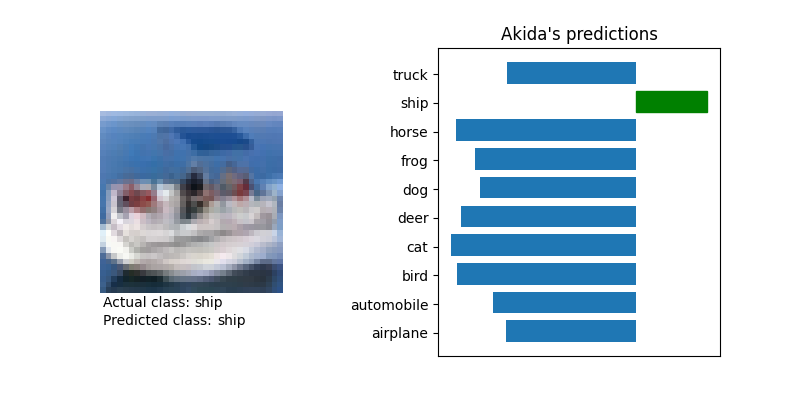 Akida's predictions
truck
ship
horse
frog
dog
deer
cat
bird
automobile
airplane
Actual class: ship
Predicted class: ship